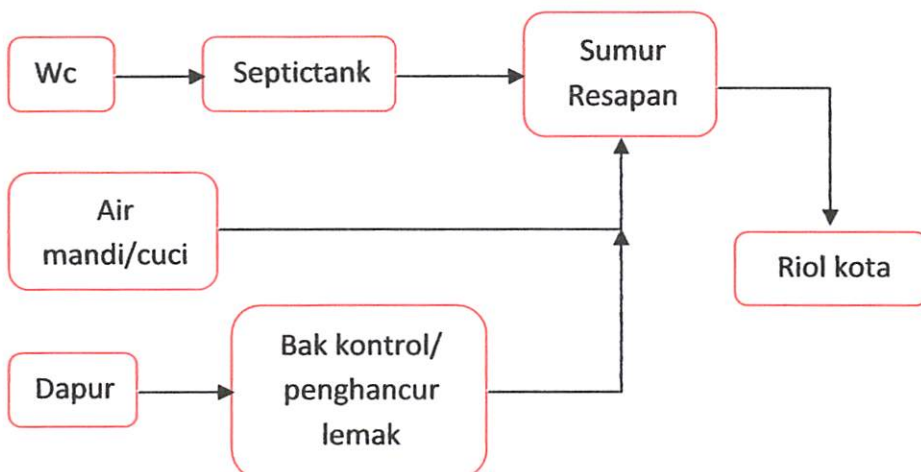 Wc
Septictank
Sumur
Resapan
Air
mandi/cuci
Riol kota
Dapur
Bak kontrol/
penghancur
lemak